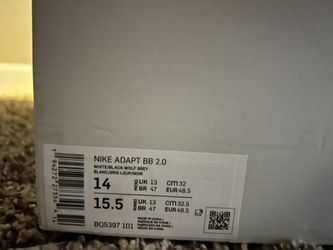 NIKE ADAPT BB 2.0
WHITE/BLACK-WOLF GREY
BLANC/GRIS LOUP/NOIR
14 UK 13 CM 32
BR 47 EUR 48.5
15.5 UK 13 CM 32.5
BR 47 EUR 48.5
BQ5397 101
MADE IN CHINA